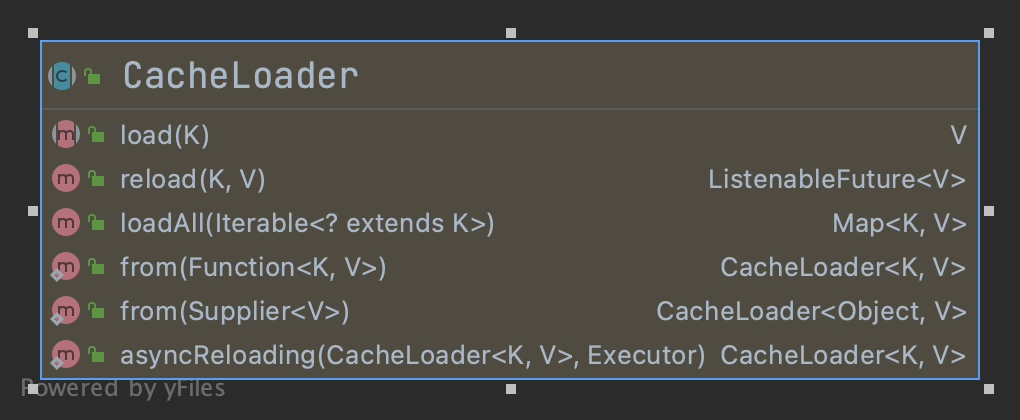 CacheLoader
load(K) V
reload(K, V) ListenableFuture<V>
loadAll(Iterable<? extends K>) Map<K, V>
from(Function<K, V>) CacheLoader<K, V>
from(Supplier<V>) CacheLoader<Object, V>
asyncReloading(CacheLoader<K, V>, Executor) CacheLoader<K, V>
Powered by yFiles